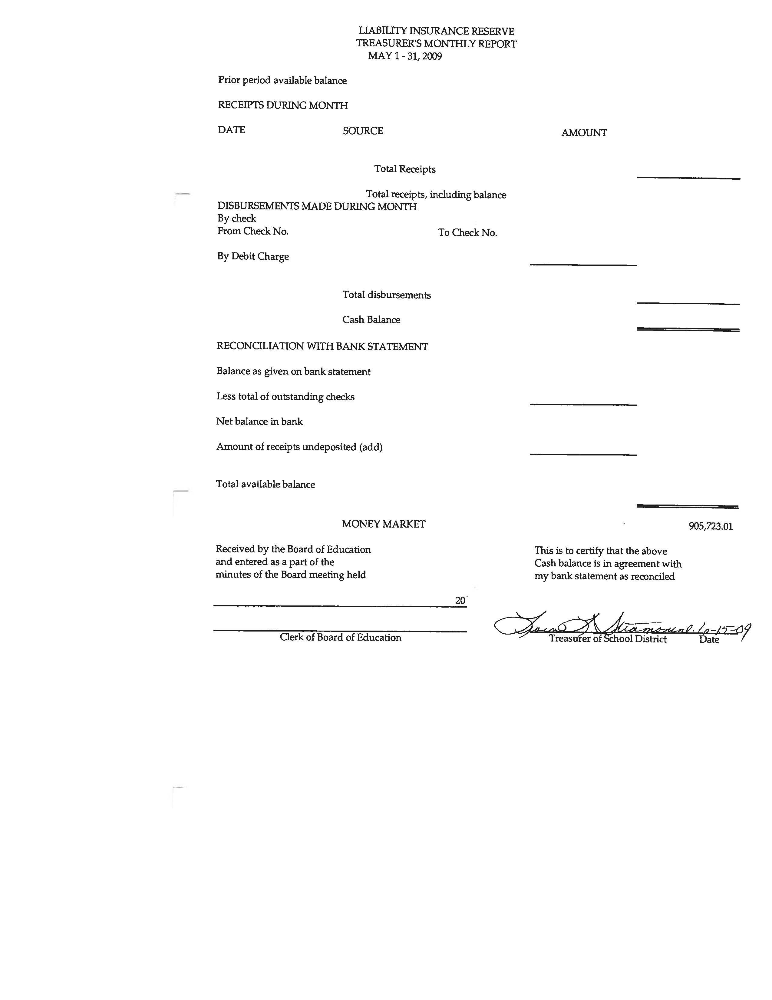 LIABILITY INSURANCE RESERVE
TREASURER'S MONTHLY REPORT
MAY 1 - 31, 2009
Prior period available balance
RECEIPTS DURING MONTH
DATE SOURCE AMOUNT
Total Receipts
Total receipts, including balance
DISBURSEMENTS MADE DURING MONTH
By check
From Check No. To Check No.
By Debit Charge
Total disbursements
Cash Balance
RECONCILIATION WITH BANK STATEMENT
Balance as given on bank statement
Less total of outstanding checks
Net balance in bank
Amount of receipts undeposited (add)
Total available balance
MONEY MARKET 905,723.01
Received by the Board of Education
and entered as a part of the
minutes of the Board meeting held
This is to certify that the above
Cash balance is in agreement with
my bank statement as reconciled
20
6-15-09
Clerk of Board of Education
Treasurer of School District Date